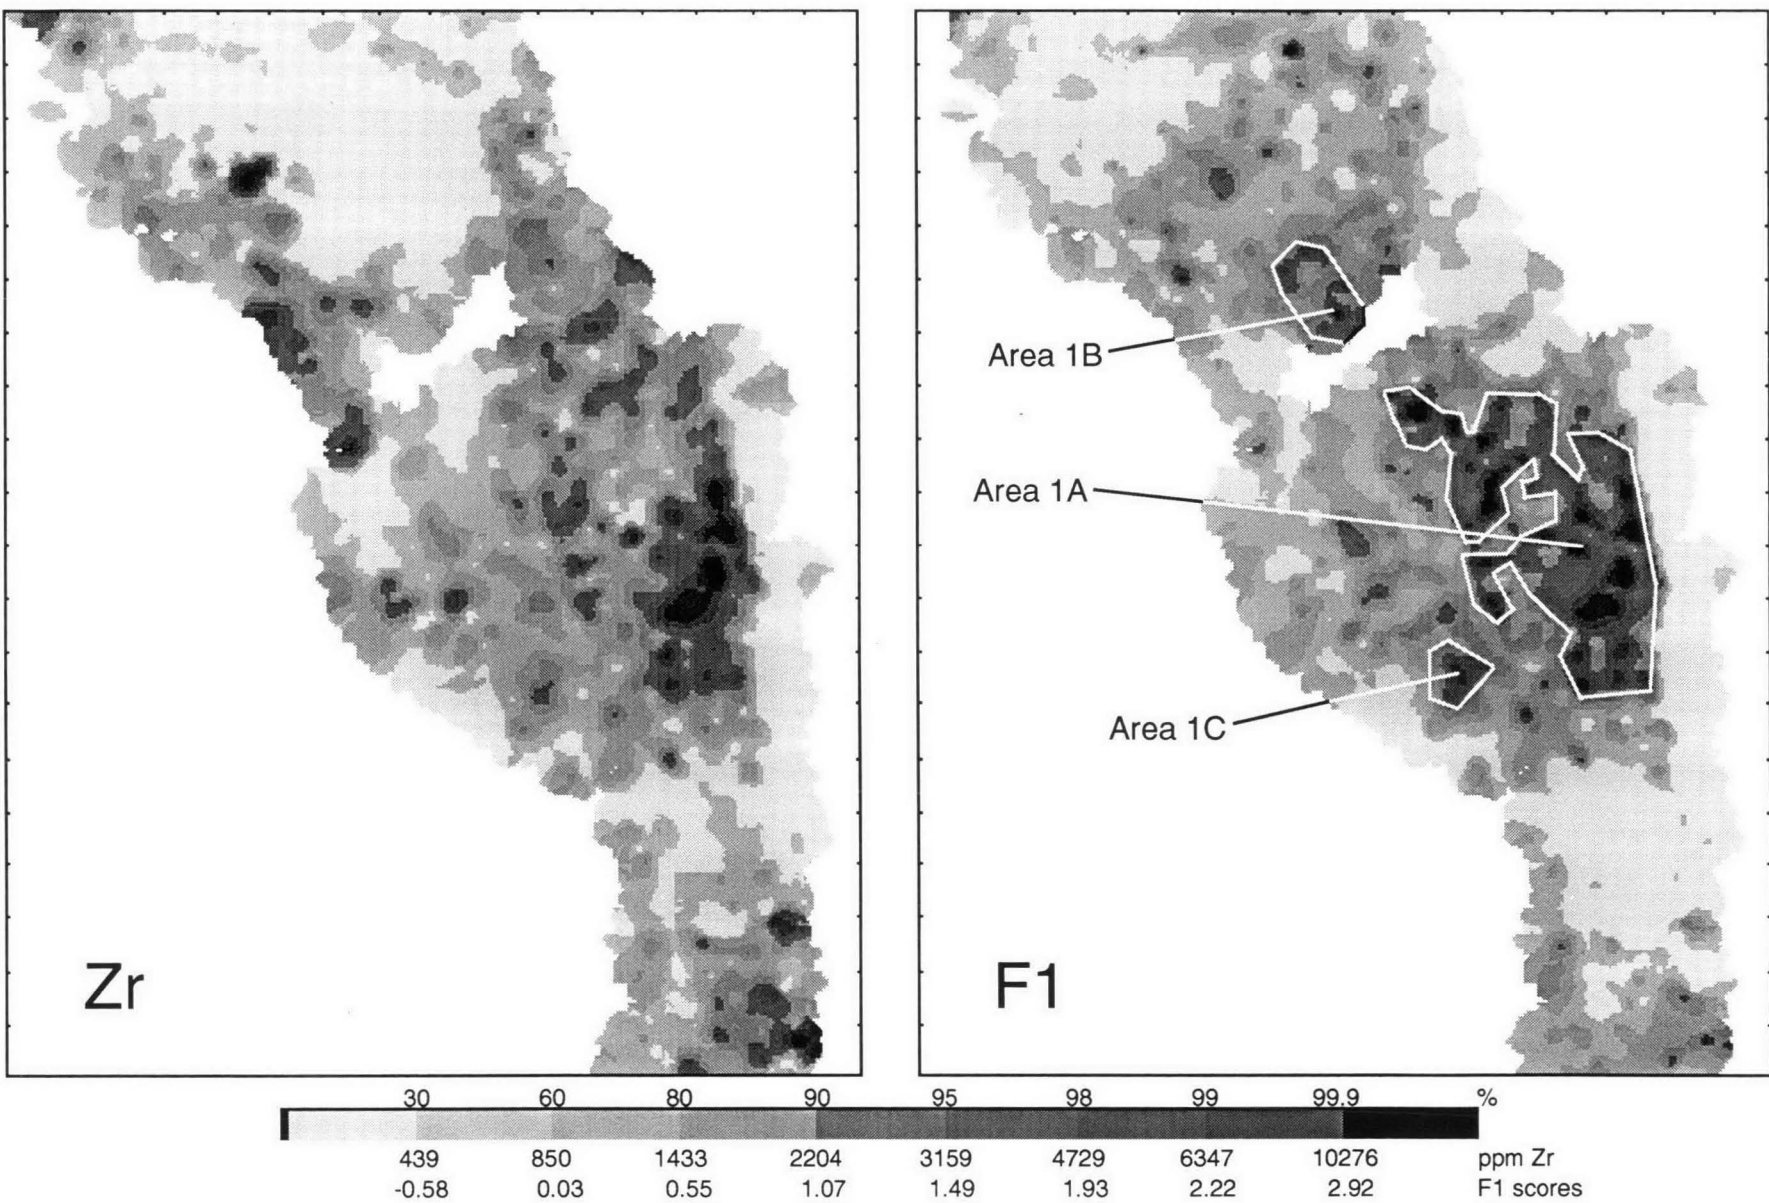 Zr
F1
Area 1B
Area 1A
Area 1C
30 60 80 90 95 98 99 99.9 %
439 850 1433 2204 3159 4729 6347 10276 ppm Zr
-0.58 0.03 0.55 1.07 1.49 1.93 2.22 2.92 F1 scores